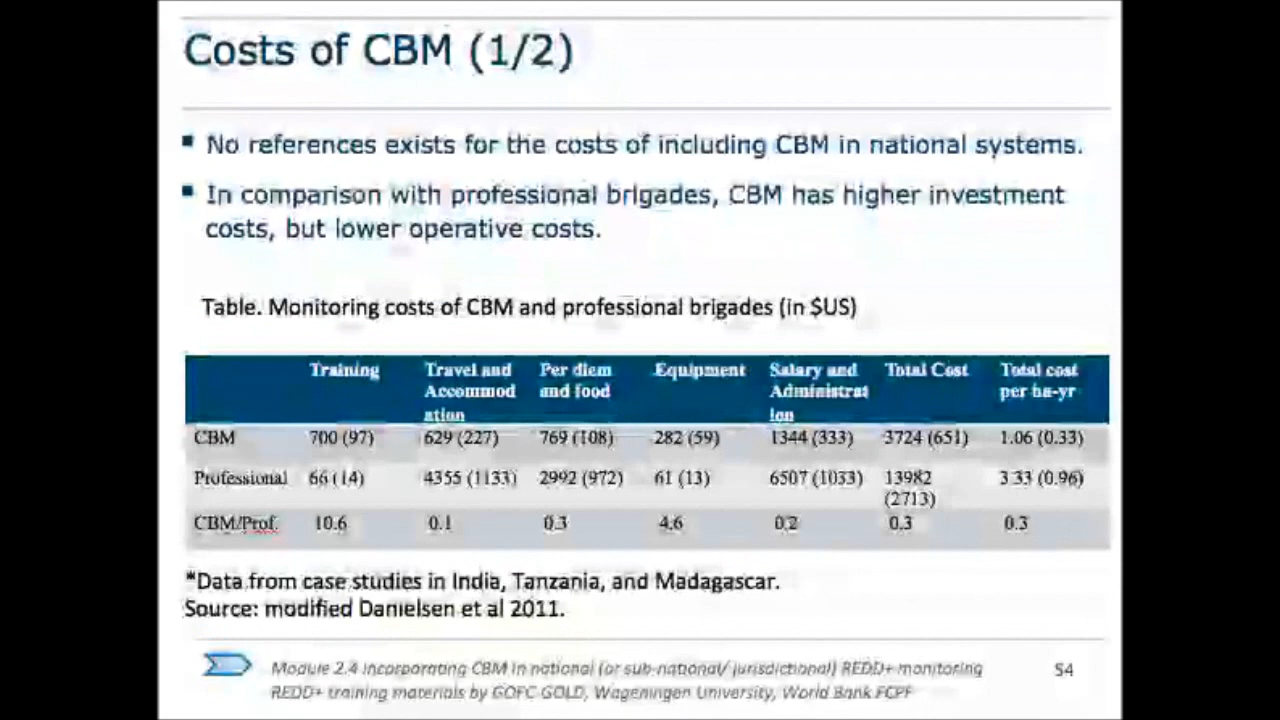 Costs of CBM (1/2)
No references exists for the costs of including CBM in national systems.
In comparison with professional brigades, CBM has higher investment
costs, but lower operative costs.
Table. Monitoring costs of CBM and professional brigades (in $US)
Training Travel and Accommodation Per diem and food Equipment Salary and Administration Total Cost Total cost per ha-yr
CBM 700 (97) 629 (227) 769 (108) 282 (59) 1344 (333) 3724 (651) 1.06 (0.33)
Professional 66 (14) 4355 (1133) 2992 (972) 61 (13) 6507 (1033) 13982 (2713) 3.33 (0.96)
CBM/Prof. 10.6 0.1 0.3 4.6 0.2 0.3 0.3
*Data from case studies in India, Tanzania, and Madagascar.
Source: modified Danielsen et al 2011.
Module 2.4 Incorporating CBM in national (or sub-national/ jurisdictional) REDD+ monitoring
REDD+ training materials by GOFC GOLD, Wageningen University, World Bank FCPF
54